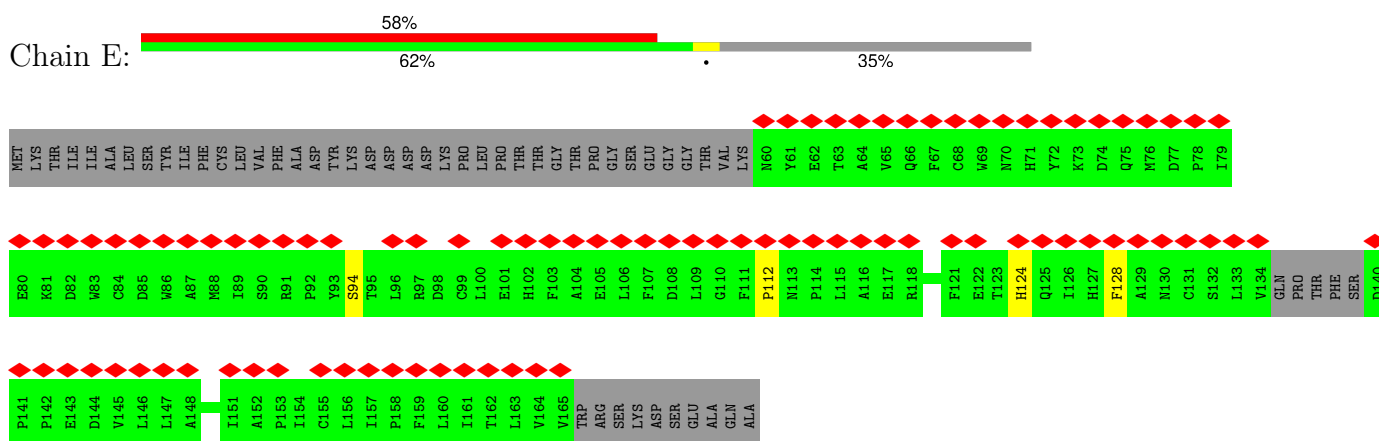 58%
Chain E:
62% • 35%
MET LYS THR ILE ILE ALA LEU SER TYR ILE PHE CYS LEU VAL PHE ALA ASP TYR LYS ASP ASP ASP ASP LYS PRO LEU PRO THR THR GLY THR PRO GLY SER GLU GLY GLY THR VAL LYS N60 Y61 E62 T63 A64 V65 Q66 F67 C68 W69 N70 H71 Y72 K73 D74 Q75 M76 D77 P78 I79
E80 K81 D82 W83 C84 D85 W86 A87 M88 I89 S90 R91 P92 Y93 S94 T95 L96 R97 D98 C99 L100 E101 H102 F103 A104 E105 L106 F107 D108 L109 G110 F111 P112 N113 P114 L115 A116 E117 R118 F121 E122 T123 H124 Q125 I126 H127 F128 A129 N130 C131 S132 L133 V134 GLN PRO THR PHE SER D140
P141 P142 E143 D144 V145 L146 L147 A148 I151 A152 P153 I154 C155 L156 I157 P158 F159 L160 I161 T162 L163 V164 V165 TRP ARG SER LYS ASP SER GLU ALA GLN ALA